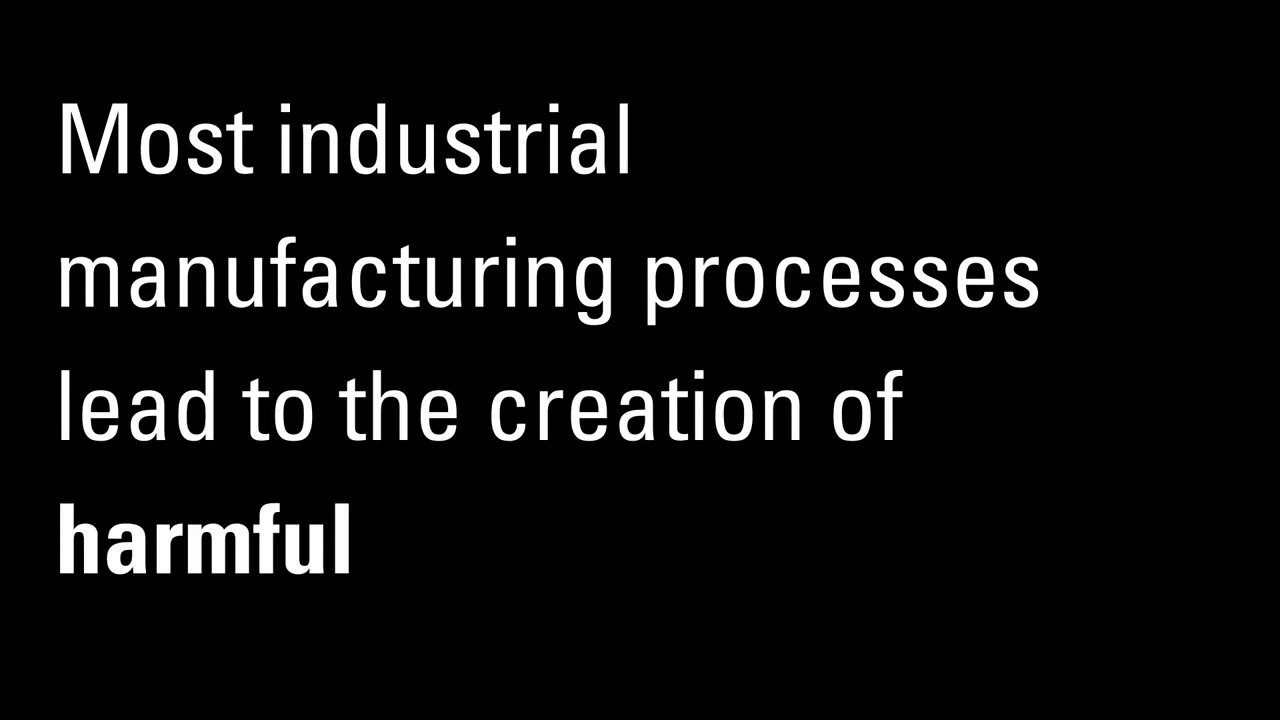 Most industrial
manufacturing processes
lead to the creation of
harmful